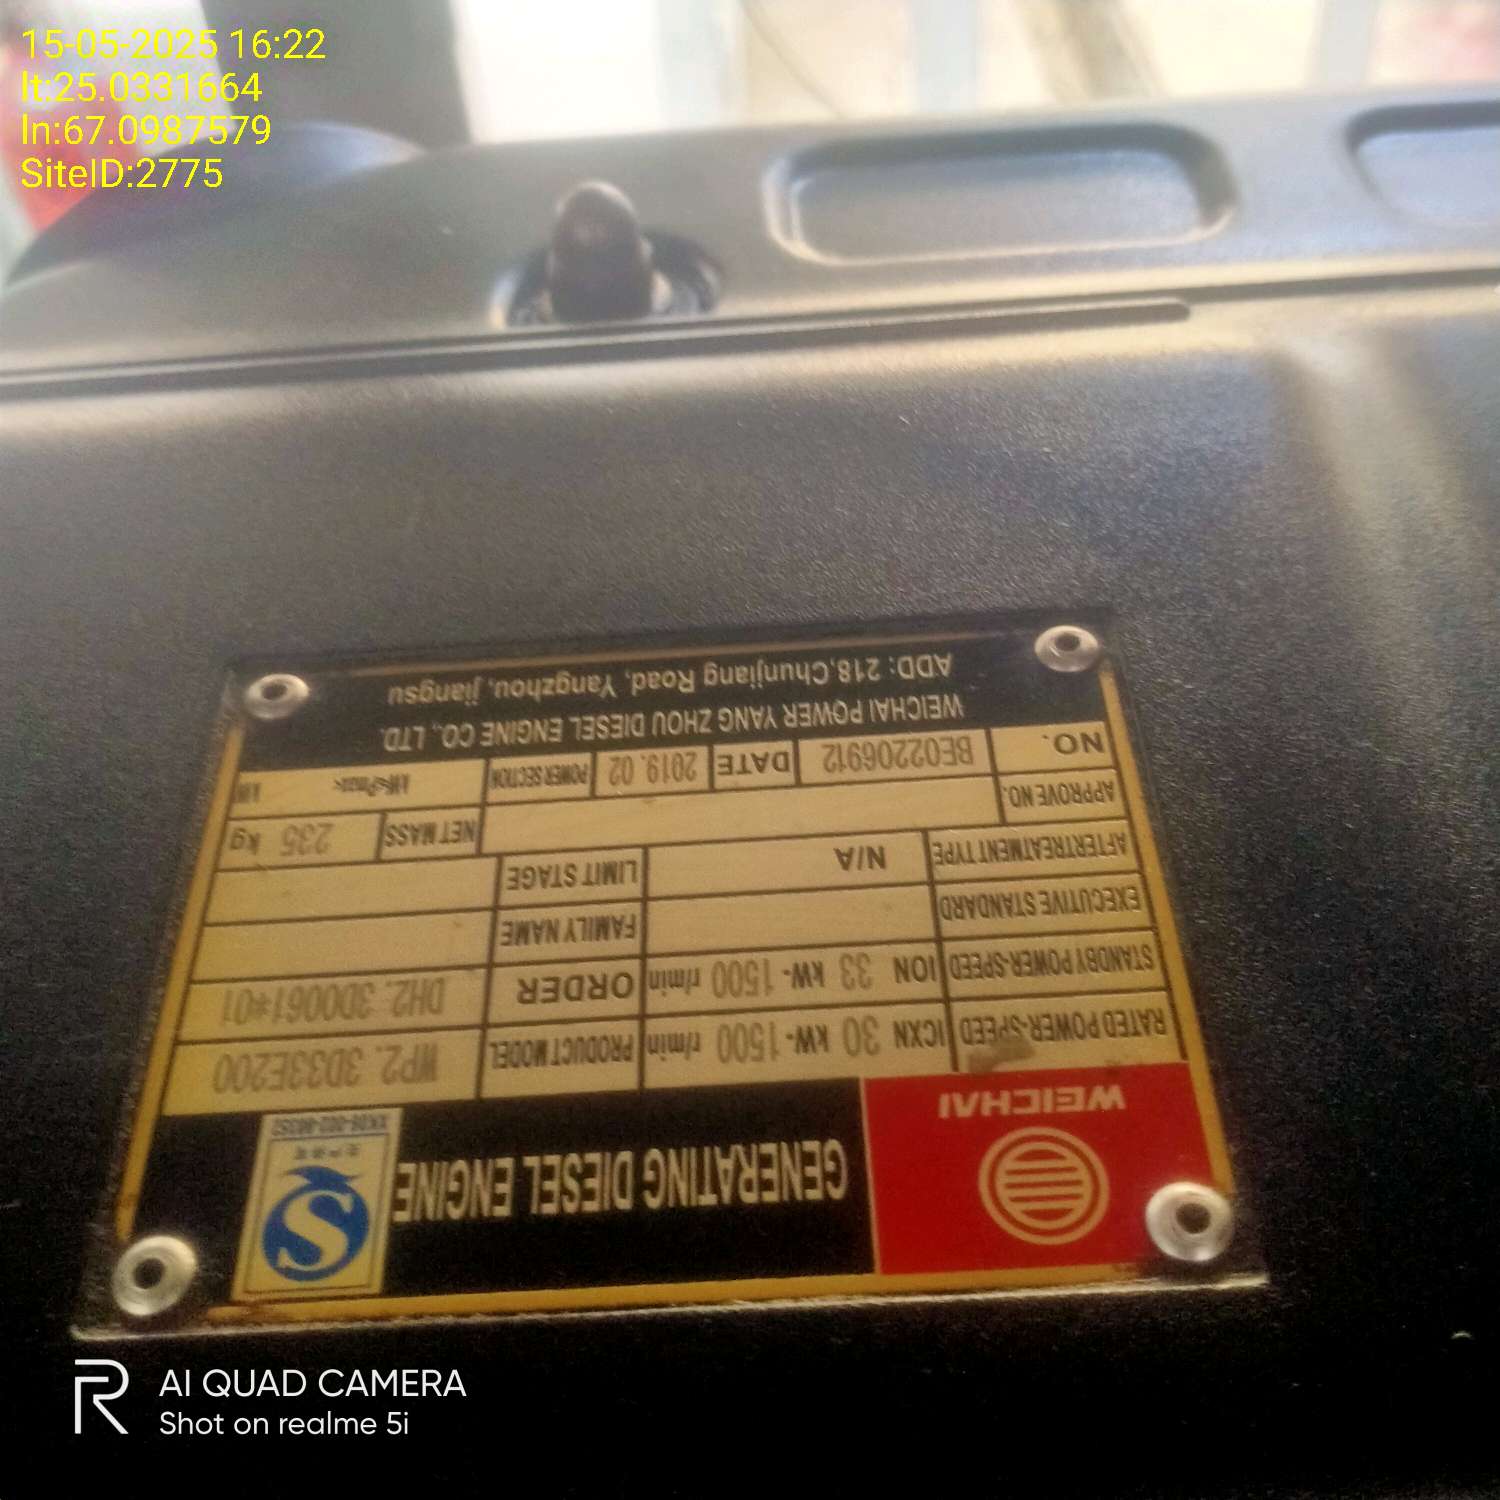 15-05-2025 16:22
lt:25.0331664
ln:67.0987579
SiteID:2775
WEICHAI
GENERATING DIESEL ENGINE
RATED POWER-SPEED ICXN 30 kW- 1500 r/min PRODUCT MODEL WP2. 3D33E200
STANDBY POWER-SPEED ION 33 kW- 1500 r/min ORDER DH2. 3D0061*01
EXECUTIVE STANDARD FAMILY NAME
AFTERTREATMENT TYPE N/A LIMIT STAGE
APPROVE NO. NET MASS 235 kg
NO. BE02206912 DATE 2019. 02 POWER SECTION kW<Pmax< kW
WEICHAI POWER YANG ZHOU DIESEL ENGINE CO., LTD.
ADD: 218,Chunjiang Road, Yangzhou, jiangsu
AI QUAD CAMERA
Shot on realme 5i